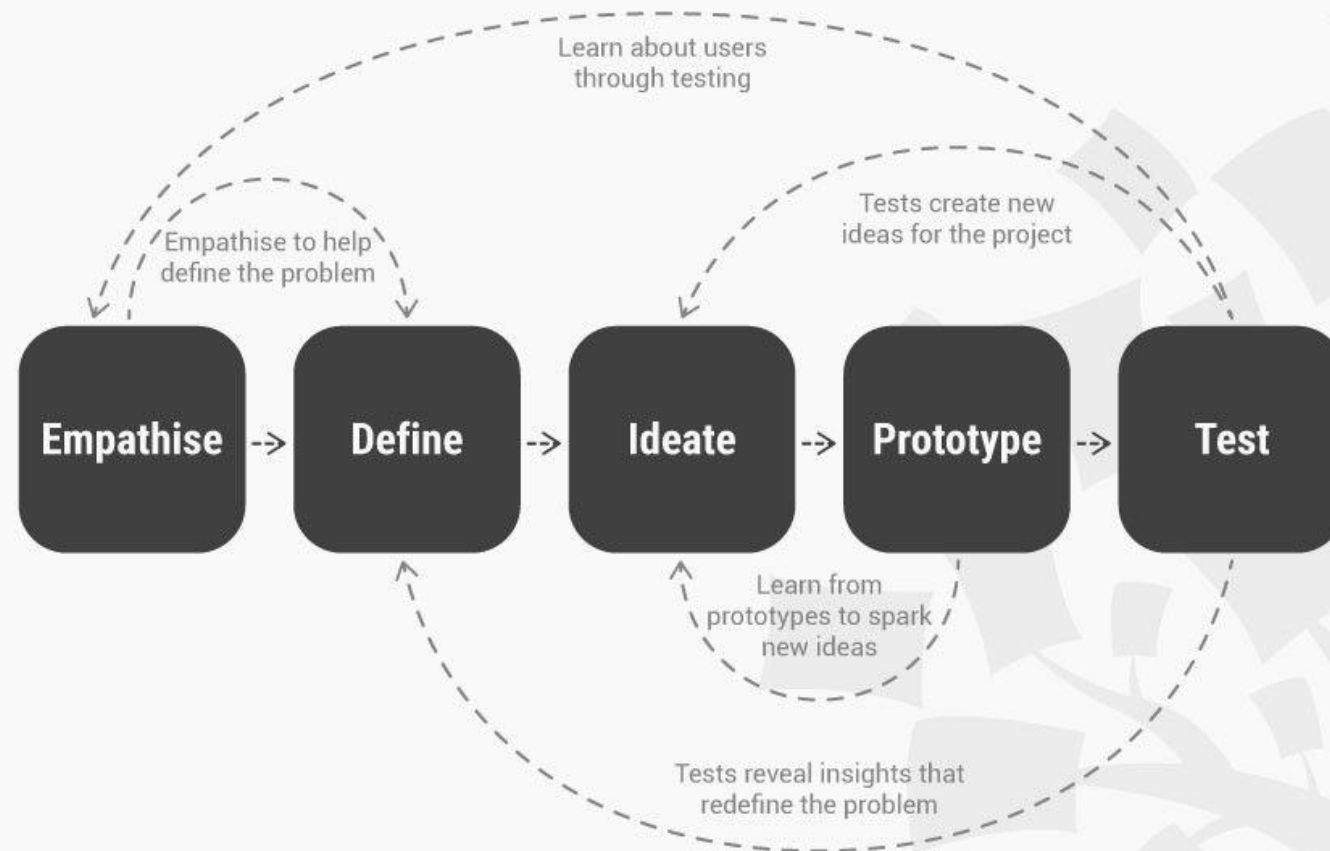 Learn about users
through testing
Tests create new
ideas for the project
Empathise to help
define the problem
Empathise
Define
Ideate
Prototype
Test
Learn from
prototypes to spark
new ideas
Tests reveal insights that
redefine the problem